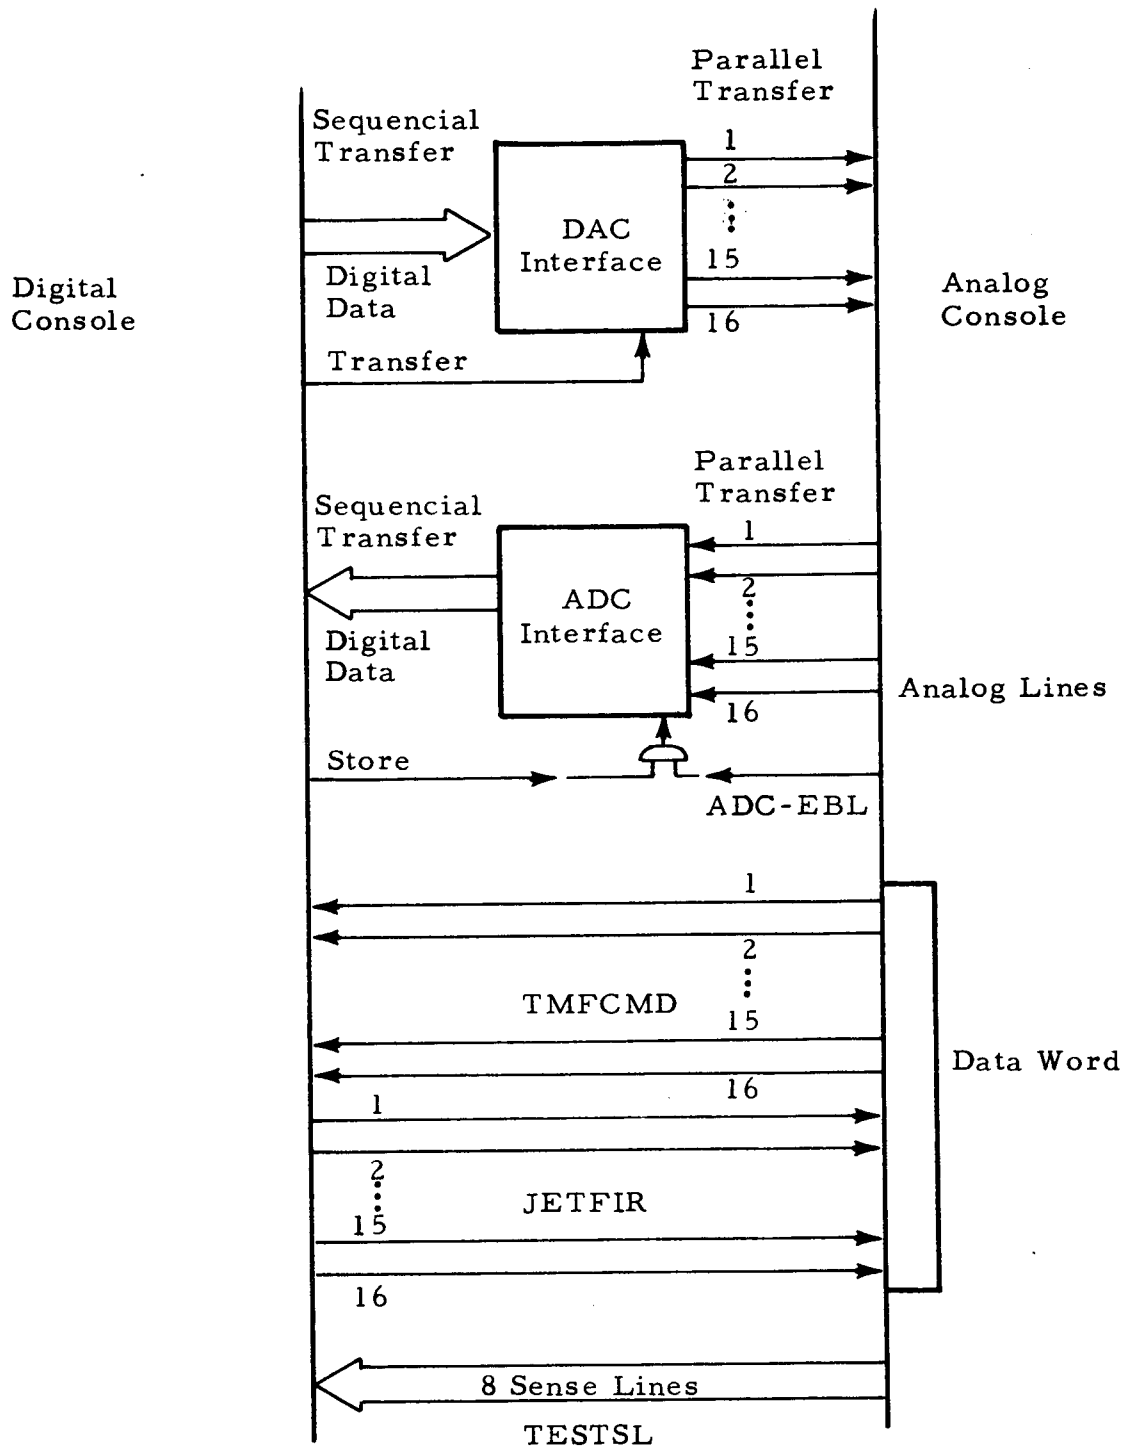 Parallel
Transfer
Sequencial
Transfer
1
2
DAC
Interface
15
16
Digital
Data
Digital
Console
Analog
Console
Transfer
Parallel
Transfer
Sequencial
Transfer
1
2
ADC
Interface
15
16
Digital
Data
Analog Lines
Store
ADC-EBL
1
2
TMFCMD
15
16
Data Word
1
2
JETFIR
15
16
8 Sense Lines
TESTSL